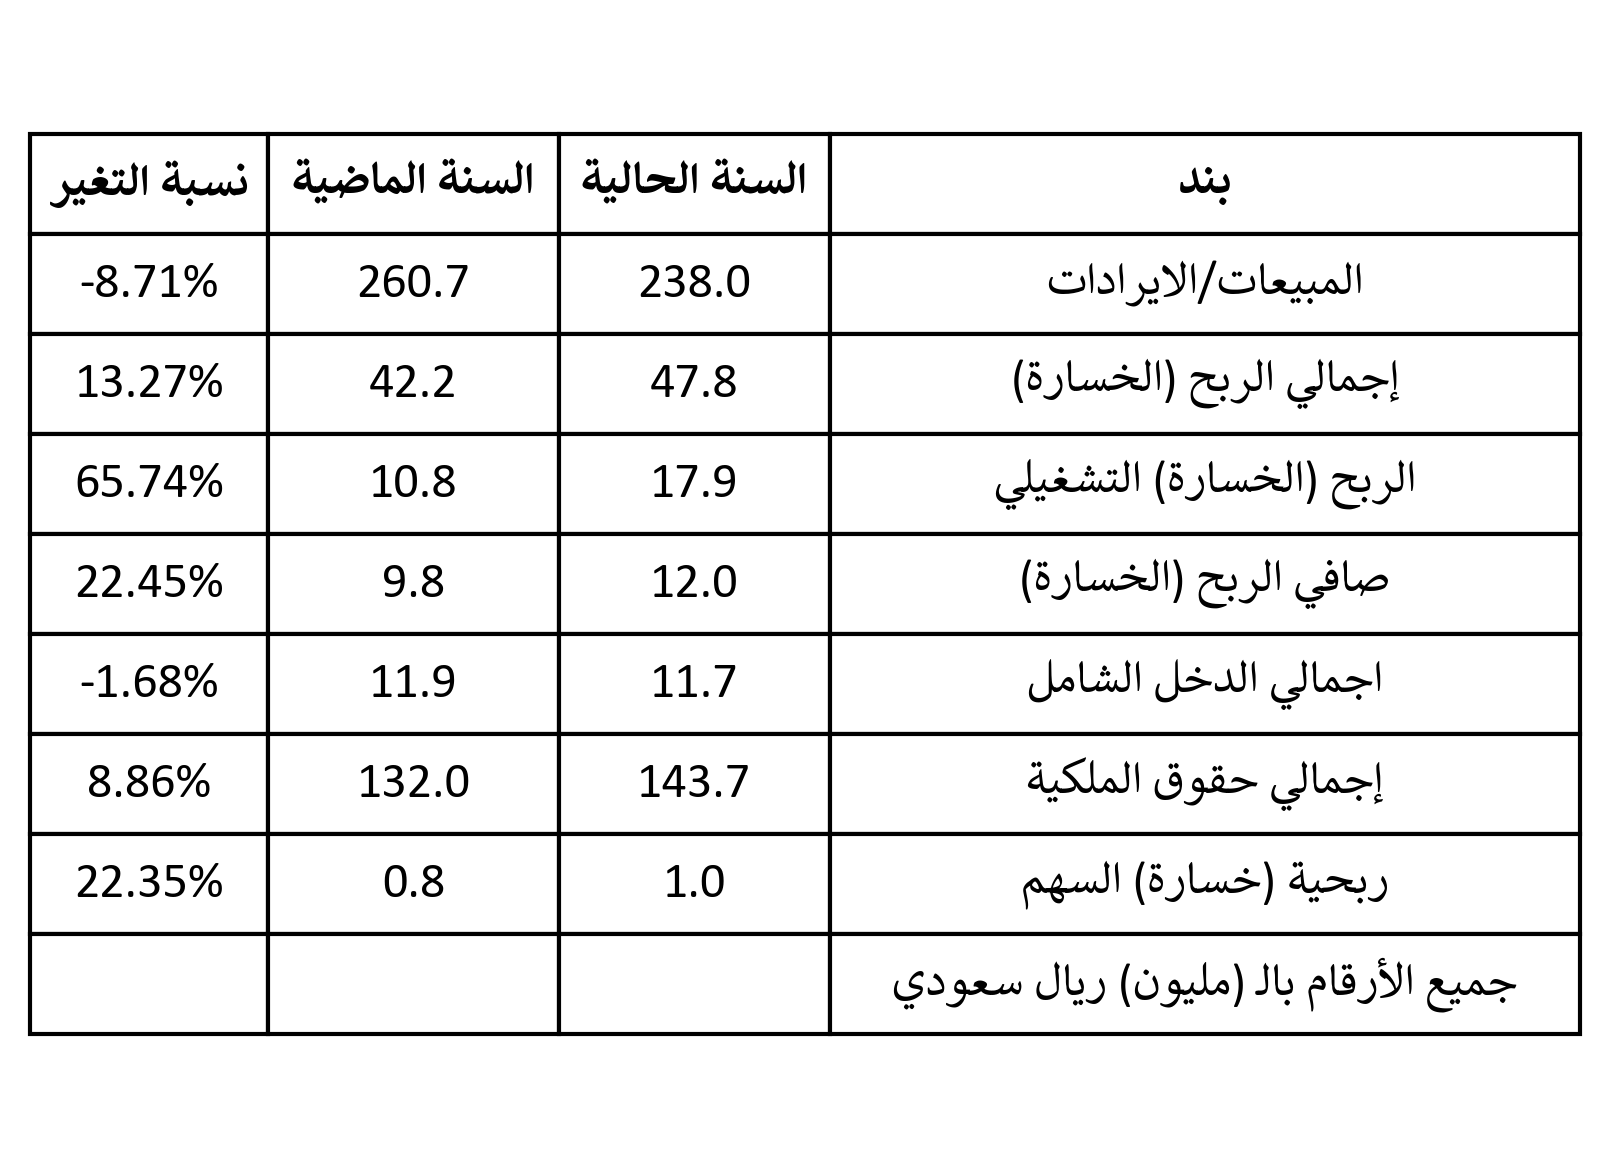 بند السنة الحالية السنة الماضية نسبة التغير
المبيعات/الايرادات 238.0 260.7 -8.71%
إجمالي الربح (الخسارة) 47.8 42.2 13.27%
الربح (الخسارة) التشغيلي 17.9 10.8 65.74%
صافي الربح (الخسارة) 12.0 9.8 22.45%
اجمالي الدخل الشامل 11.7 11.9 -1.68%
إجمالي حقوق الملكية 143.7 132.0 8.86%
ربحية (خسارة) السهم 1.0 0.8 22.35%
جميع الأرقام بالـ (مليون) ريال سعودي